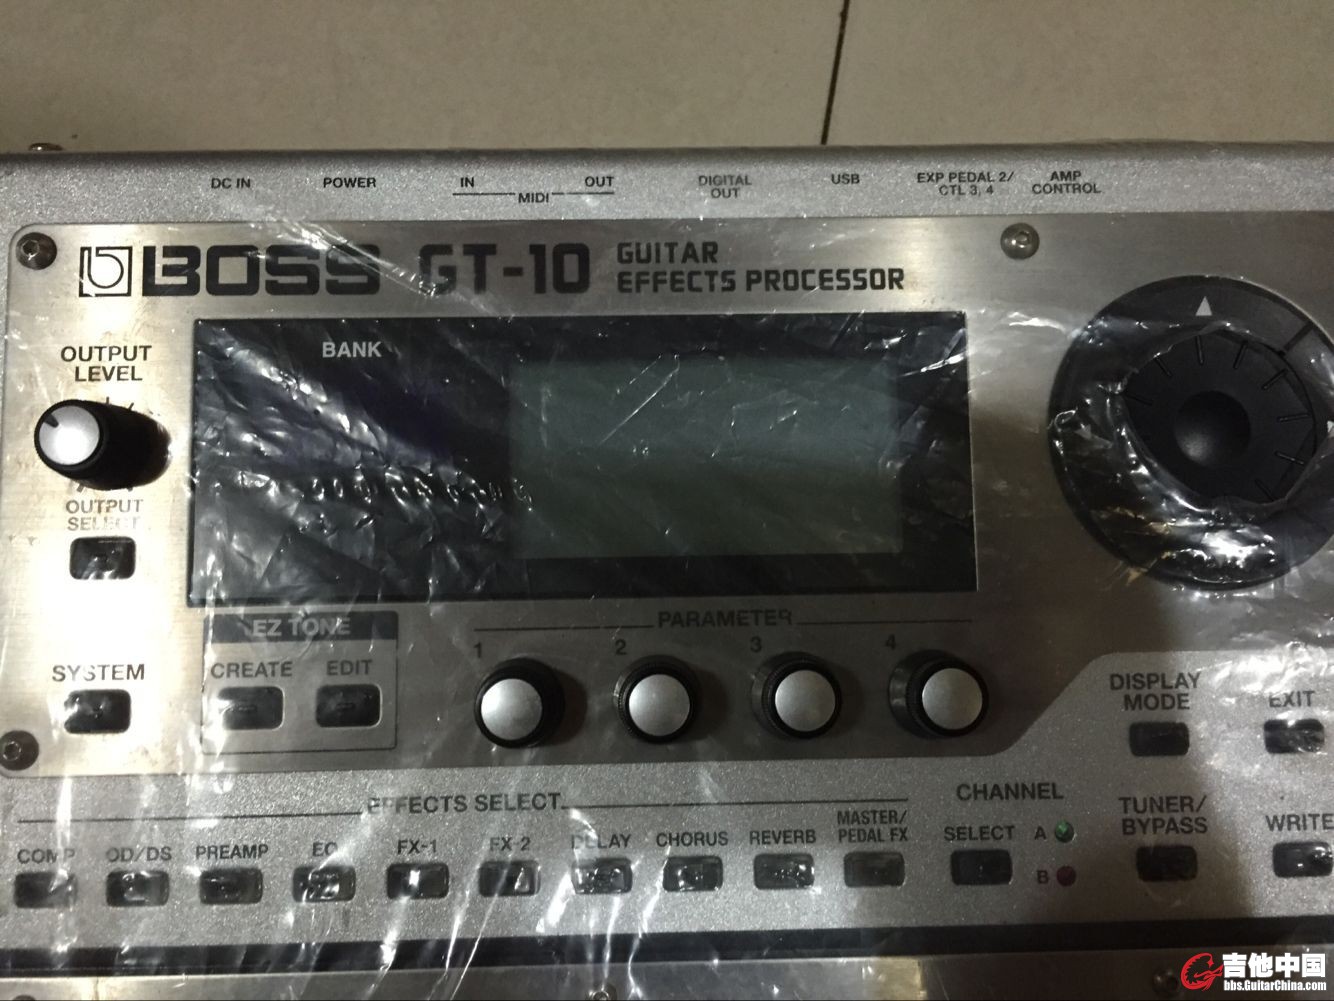 DC IN POWER IN OUT DIGITAL USB EXP PEDAL 2/ AMP
MIDI OUT CTL 3, 4 CONTROL
BOSS GT-10 GUITAR
EFFECTS PROCESSOR
OUTPUT
LEVEL
BANK
OUTPUT
SELECT
EZ TONE
CREATE EDIT
SYSTEM
PARAMETER
1 2 3 4
DISPLAY
MODE
EXIT
EFFECTS SELECT
COMP OD/DS PREAMP EQ FX-1 FX-2 DELAY CHORUS REVERB MASTER/
PEDAL FX
CHANNEL
SELECT A
B
TUNER/
BYPASS
WRITE
吉他中国
bbs.GuitarChina.com